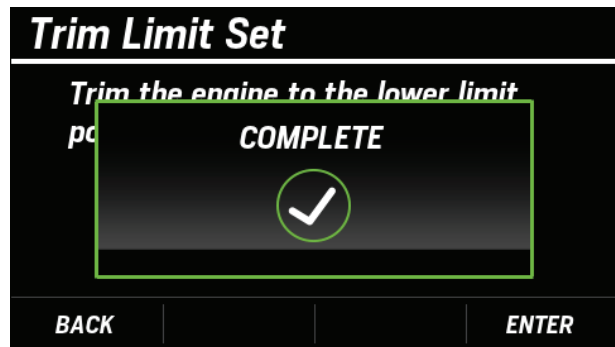 Trim Limit Set
Trim the engine to the lower limit
COMPLETE
BACK
ENTER